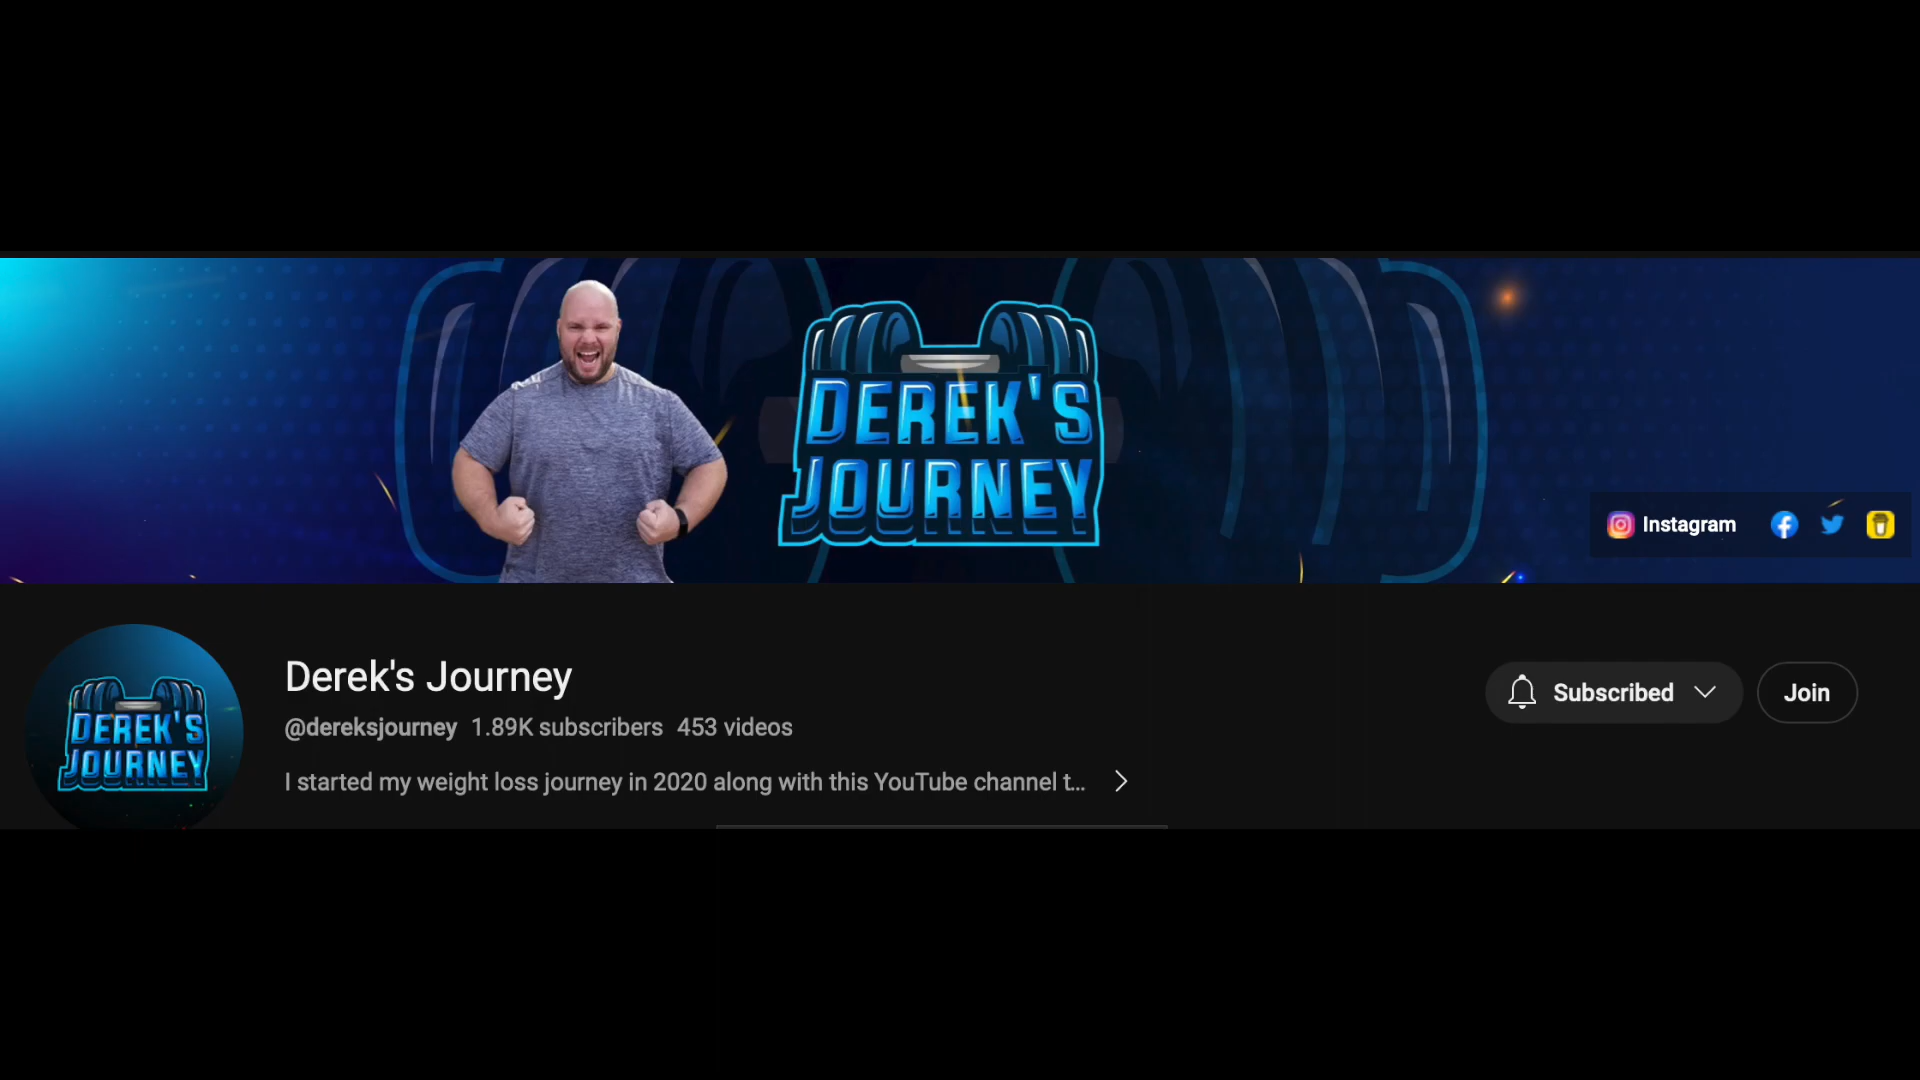 DEREK'S
JOURNEY
Instagram
DEREK'S
JOURNEY
Derek's Journey
@dereksjourney 1.89K subscribers 453 videos
I started my weight loss journey in 2020 along with this YouTube channel t...
Subscribed
Join